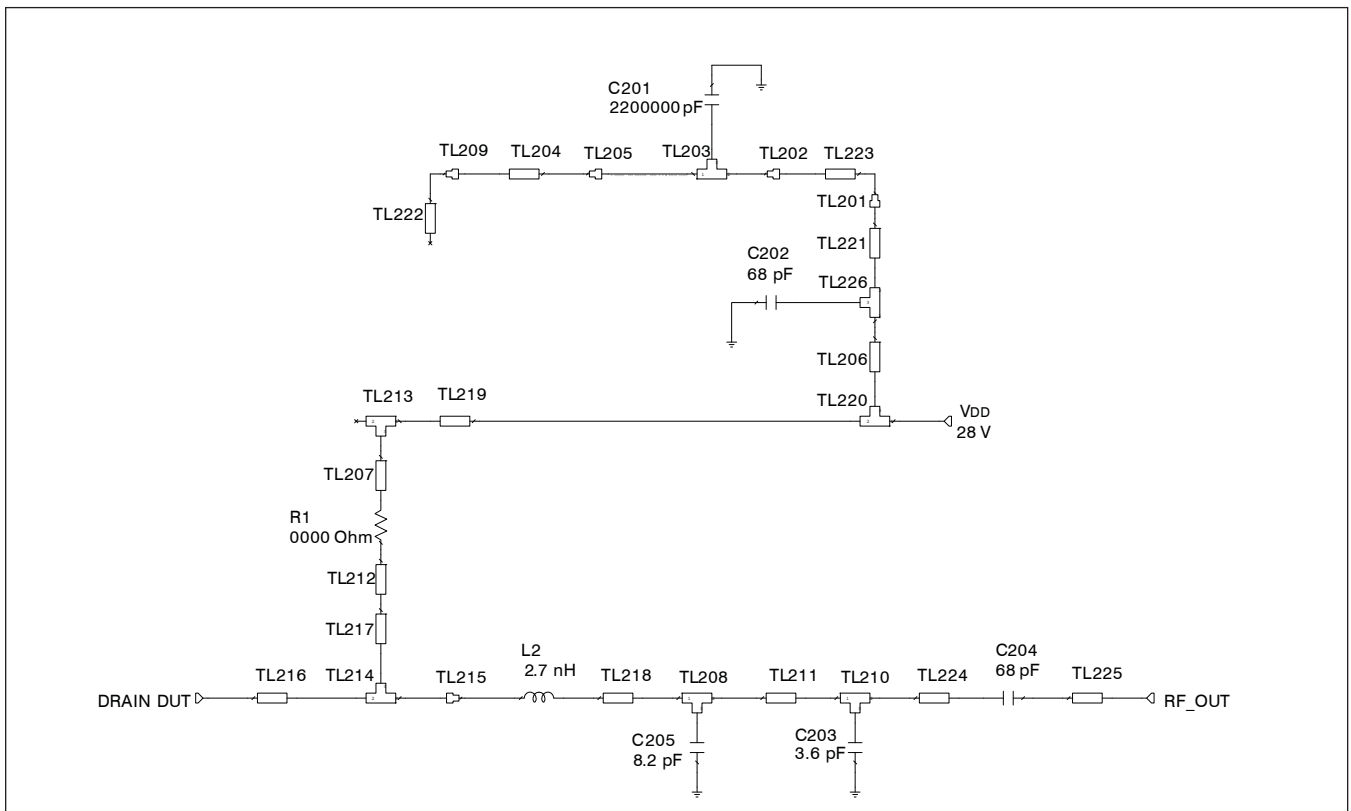 C201
2200000 pF
TL209
TL204
TL205
TL203
TL202
TL223
TL201
TL222
TL221
C202
68 pF
TL226
TL206
TL213
TL219
TL220
VDD
28 V
TL207
R1
0000 Ohm
TL212
TL217
L2
2.7 nH
C204
68 pF
TL216
TL214
TL215
TL218
TL208
TL211
TL210
TL224
TL225
DRAIN DUT
RF_OUT
C205
8.2 pF
C203
3.6 pF